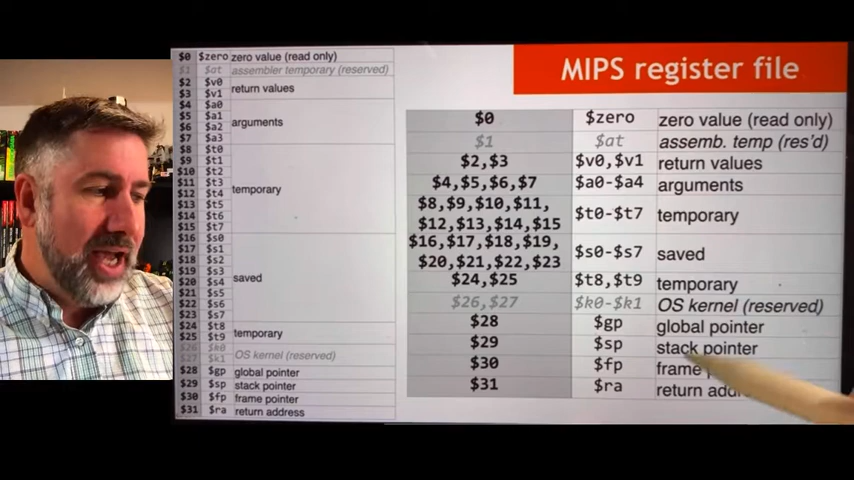 $0 $zero zero value (read only)
$1 $at assembler temporary (reserved)
$2 $v0
$3 $v1
return values
$4 $a0
$5 $a1
$6 $a2
$7 $a3
arguments
$8 $t0
$9 $t1
$10 $t2
$11 $t3
$12 $t4
$13 $t5
$14 $t6
$15 $t7
temporary
$16 $s0
$17 $s1
$18 $s2
$19 $s3
$20 $s4
$21 $s5
$22 $s6
$23 $s7
saved
$24 $t8
$25 $t9
temporary
$26 $k0
$27 $k1
OS kernel (reserved)
$28 $gp global pointer
$29 $sp stack pointer
$30 $fp frame pointer
$31 $ra return address
MIPS register file
$0 $zero zero value (read only)
$1 $at assemb. temp (res'd)
$2,$3 $v0,$v1 return values
$4,$5,$6,$7 $a0-$a4 arguments
$8,$9,$10,$11,
$12,$13,$14,$15 $t0-$t7 temporary
$16,$17,$18,$19,
$20,$21,$22,$23 $s0-$s7 saved
$24,$25 $t8,$t9 temporary
$26,$27 $k0-$k1 OS kernel (reserved)
$28 $gp global pointer
$29 $sp stack pointer
$30 $fp frame
$31 $ra return